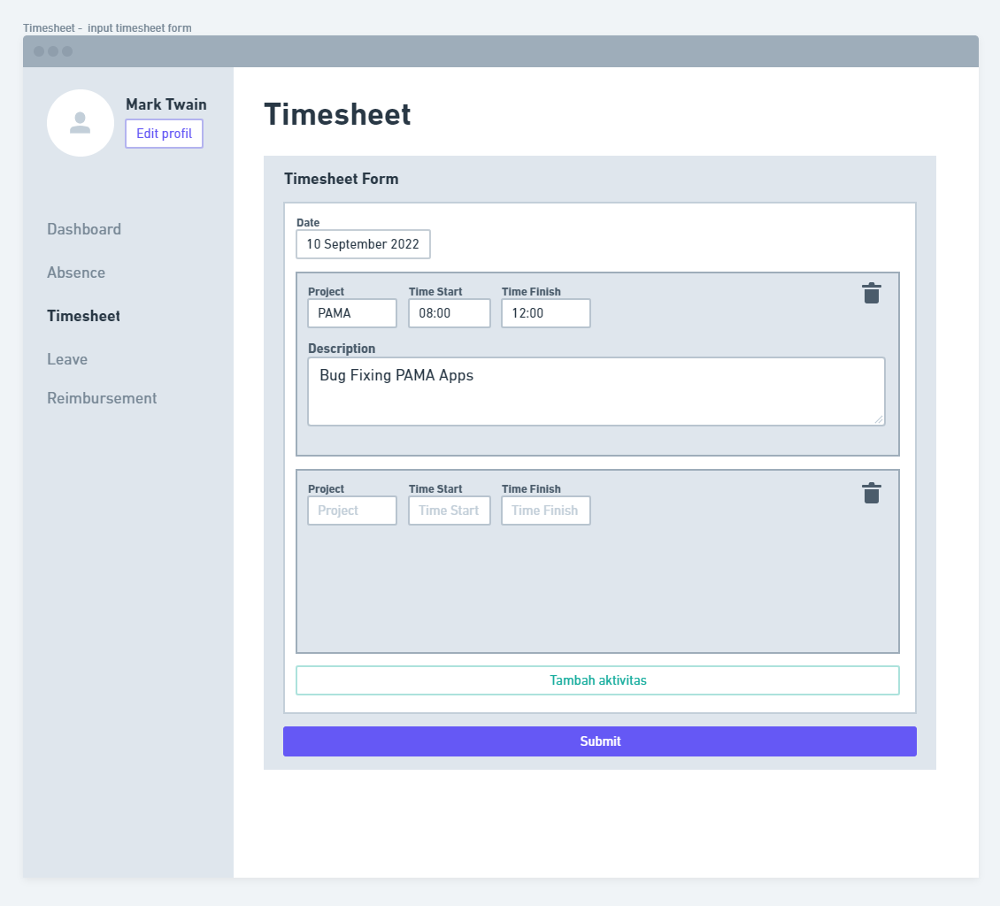 Timesheet - input timesheet form
Mark Twain
Edit profil
Dashboard
Absence
Timesheet
Leave
Reimbursement
Timesheet
Timesheet Form
Date
10 September 2022
Project Time Start Time Finish
PAMA 08:00 12:00
Description
Bug Fixing PAMA Apps
Project Time Start Time Finish
Project Time Start Time Finish
Tambah aktivitas
Submit